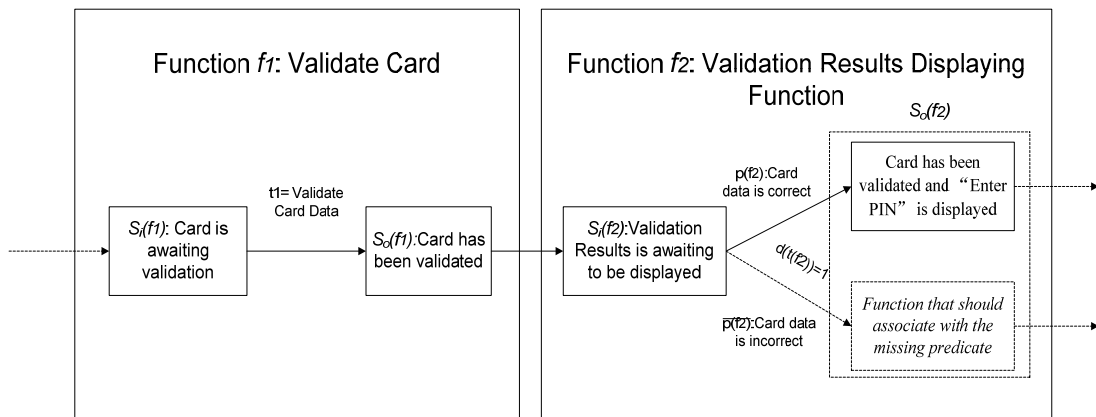 Function f1: Validate Card
t1= Validate
Card Data
Si(f1): Card is
awaiting
validation
So(f1):Card has
been validated
Function f2: Validation Results Displaying
Function
So(f2)
p(f2):Card
data is correct
Card has been
validated and “Enter
PIN” is displayed
Si(f2):Validation
Results is awaiting
to be displayed
d(t(f2))=1
p(f2):Card data
is incorrect
Function that should
associate with the
missing predicate